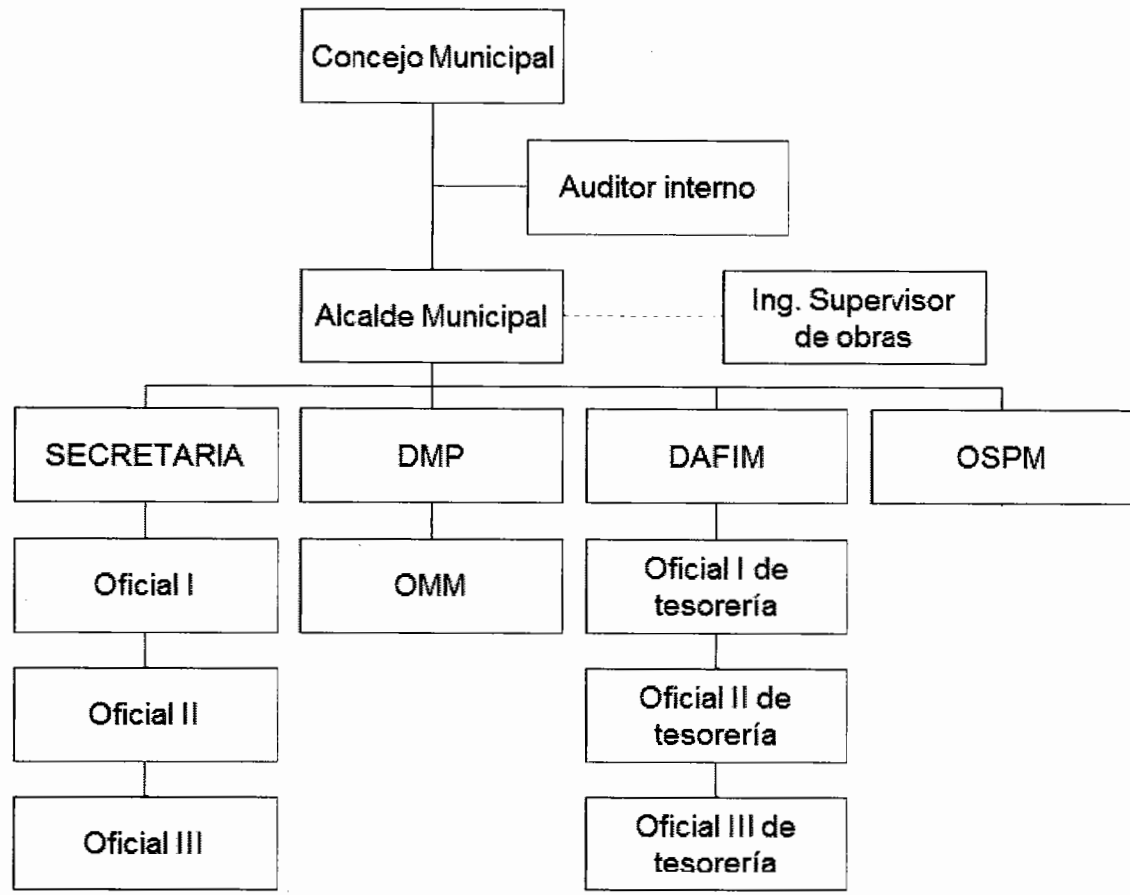 Concejo Municipal
Auditor interno
Alcalde Municipal
Ing. Supervisor
de obras
SECRETARIA
DMP
DAFIM
OSPM
Oficial I
OMM
Oficial I de
tesorería
Oficial II
Oficial II de
tesorería
Oficial III
Oficial III de
tesorería